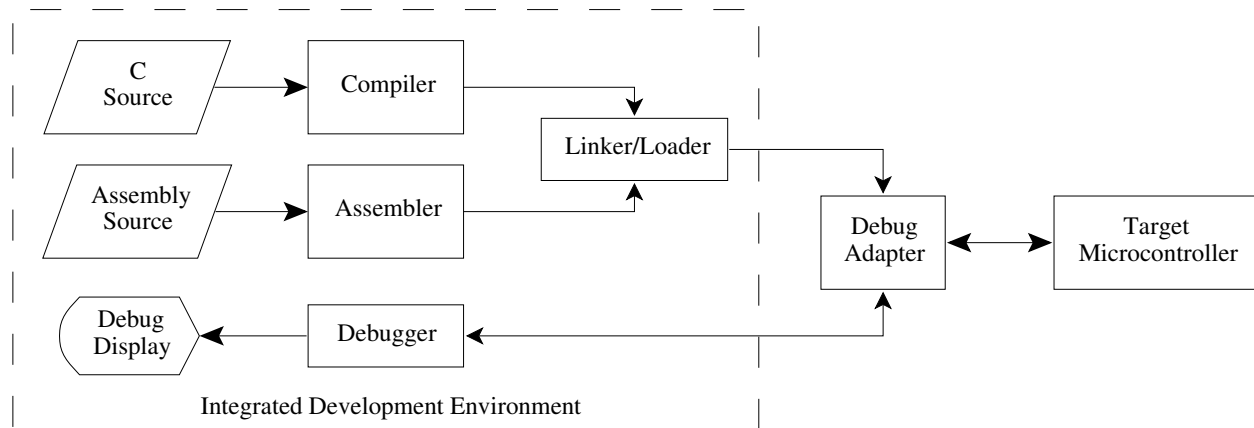 C
Source
Compiler
Linker/Loader
Assembly
Source
Assembler
Debug
Adapter
Target
Microcontroller
Debug
Display
Debugger
Integrated Development Environment